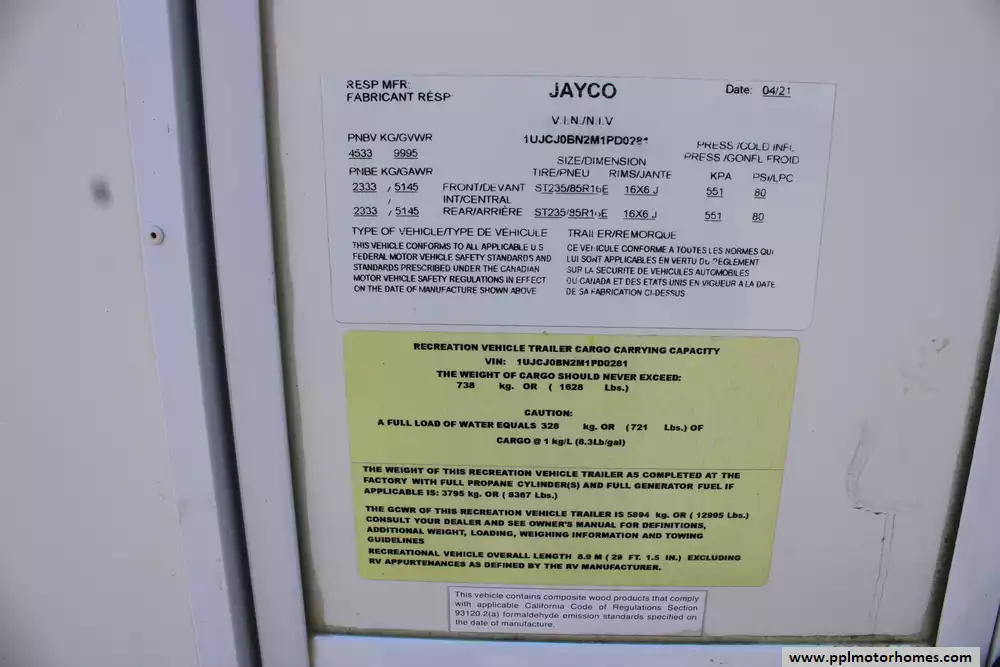 RESP MFR: JAYCO Date: 04/21
FABRICANT RESP:
V.I.N./N.I.V
PNBV KG/GVWR 1UJCJ0BN2M1PD0281 PRESS /COLD INFL
4533 9995 SIZE/DIMENSION PRESS /GONFL FROID
PNBE KG/GAWR TIRE/PNEU RIMS/JANTE KPA PSI/LPC
2333 / 5145 FRONT/DEVANT ST235/85R16E 16X6 J 551 80
/ INT/CENTRAL
2333 / 5145 REAR/ARRIÈRE ST235/85R16E 16X6 J 551 80
TYPE OF VEHICLE/TYPE DE VÉHICULE TRAILER/REMORQUE
THIS VEHICLE CONFORMS TO ALL APPLICABLE U.S
FEDERAL MOTOR VEHICLE SAFETY STANDARDS AND
STANDARDS PRESCRIBED UNDER THE CANADIAN
MOTOR VEHICLE SAFETY REGULATIONS IN EFFECT
ON THE DATE OF MANUFACTURE SHOWN ABOVE
CE VEHICULE CONFORME A TOUTES LES NORMES QUI
LUI SONT APPLICABLES EN VERTU DU REGLEMENT
SUR LA SECURITE DE VEHICULES AUTOMOBILES
DU CANADA ET DES ETATS UNIS EN VIGUEUR A LA DATE
DE SA FABRICATION CI-DESSUS
RECREATION VEHICLE TRAILER CARGO CARRYING CAPACITY
VIN: 1UJCJ0BN2M1PD0281
THE WEIGHT OF CARGO SHOULD NEVER EXCEED:
738 kg. OR ( 1628 Lbs.)
CAUTION:
A FULL LOAD OF WATER EQUALS 328 kg. OR (721 Lbs.) OF
CARGO @ 1 kg/L (8.3Lb/gal)
THE WEIGHT OF THIS RECREATION VEHICLE TRAILER AS COMPLETED AT THE
FACTORY WITH FULL PROPANE CYLINDER(S) AND FULL GENERATOR FUEL IF
APPLICABLE IS: 3795 kg. OR ( 8367 Lbs.)
THE GCWR OF THIS RECREATION VEHICLE TRAILER IS 5894 kg. OR ( 12995 Lbs.)
CONSULT YOUR DEALER AND SEE OWNER'S MANUAL FOR DEFINITIONS,
ADDITIONAL WEIGHT, LOADING, WEIGHING INFORMATION AND TOWING
GUIDELINES
RECREATIONAL VEHICLE OVERALL LENGTH 8.9 M ( 29 FT. 1.5 IN.) EXCLUDING
RV APPURTENANCES AS DEFINED BY THE RV MANUFACTURER.
This vehicle contains composite wood products that comply
with applicable California Code of Regulations Section
93120.2(a) formaldehyde emission standards specified on
the date of manufacture.
www.pplmotorhomes.com